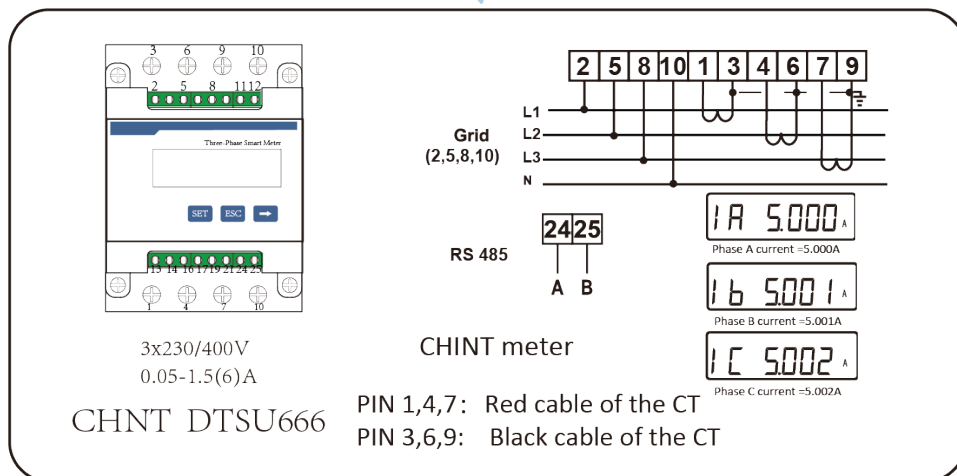 3 6 9 10
2 5 8 11 12
Three-Phase Smart Meter
SET ESC
13 14 16 17 19 21 24 25
1 4 7 10
3x230/400V
0.05-1.5(6)A
CHNT DTSU666
2 5 8 10 1 3 4 6 7 9
L1
L2
L3
N
Grid
(2,5,8,10)
24 25
RS 485
A B
IA 5.000 A
Phase A current =5.000A
Ib 5.001 A
Phase B current =5.001A
IC 5.002 A
Phase C current =5.002A
CHINT meter
PIN 1,4,7: Red cable of the CT
PIN 3,6,9: Black cable of the CT